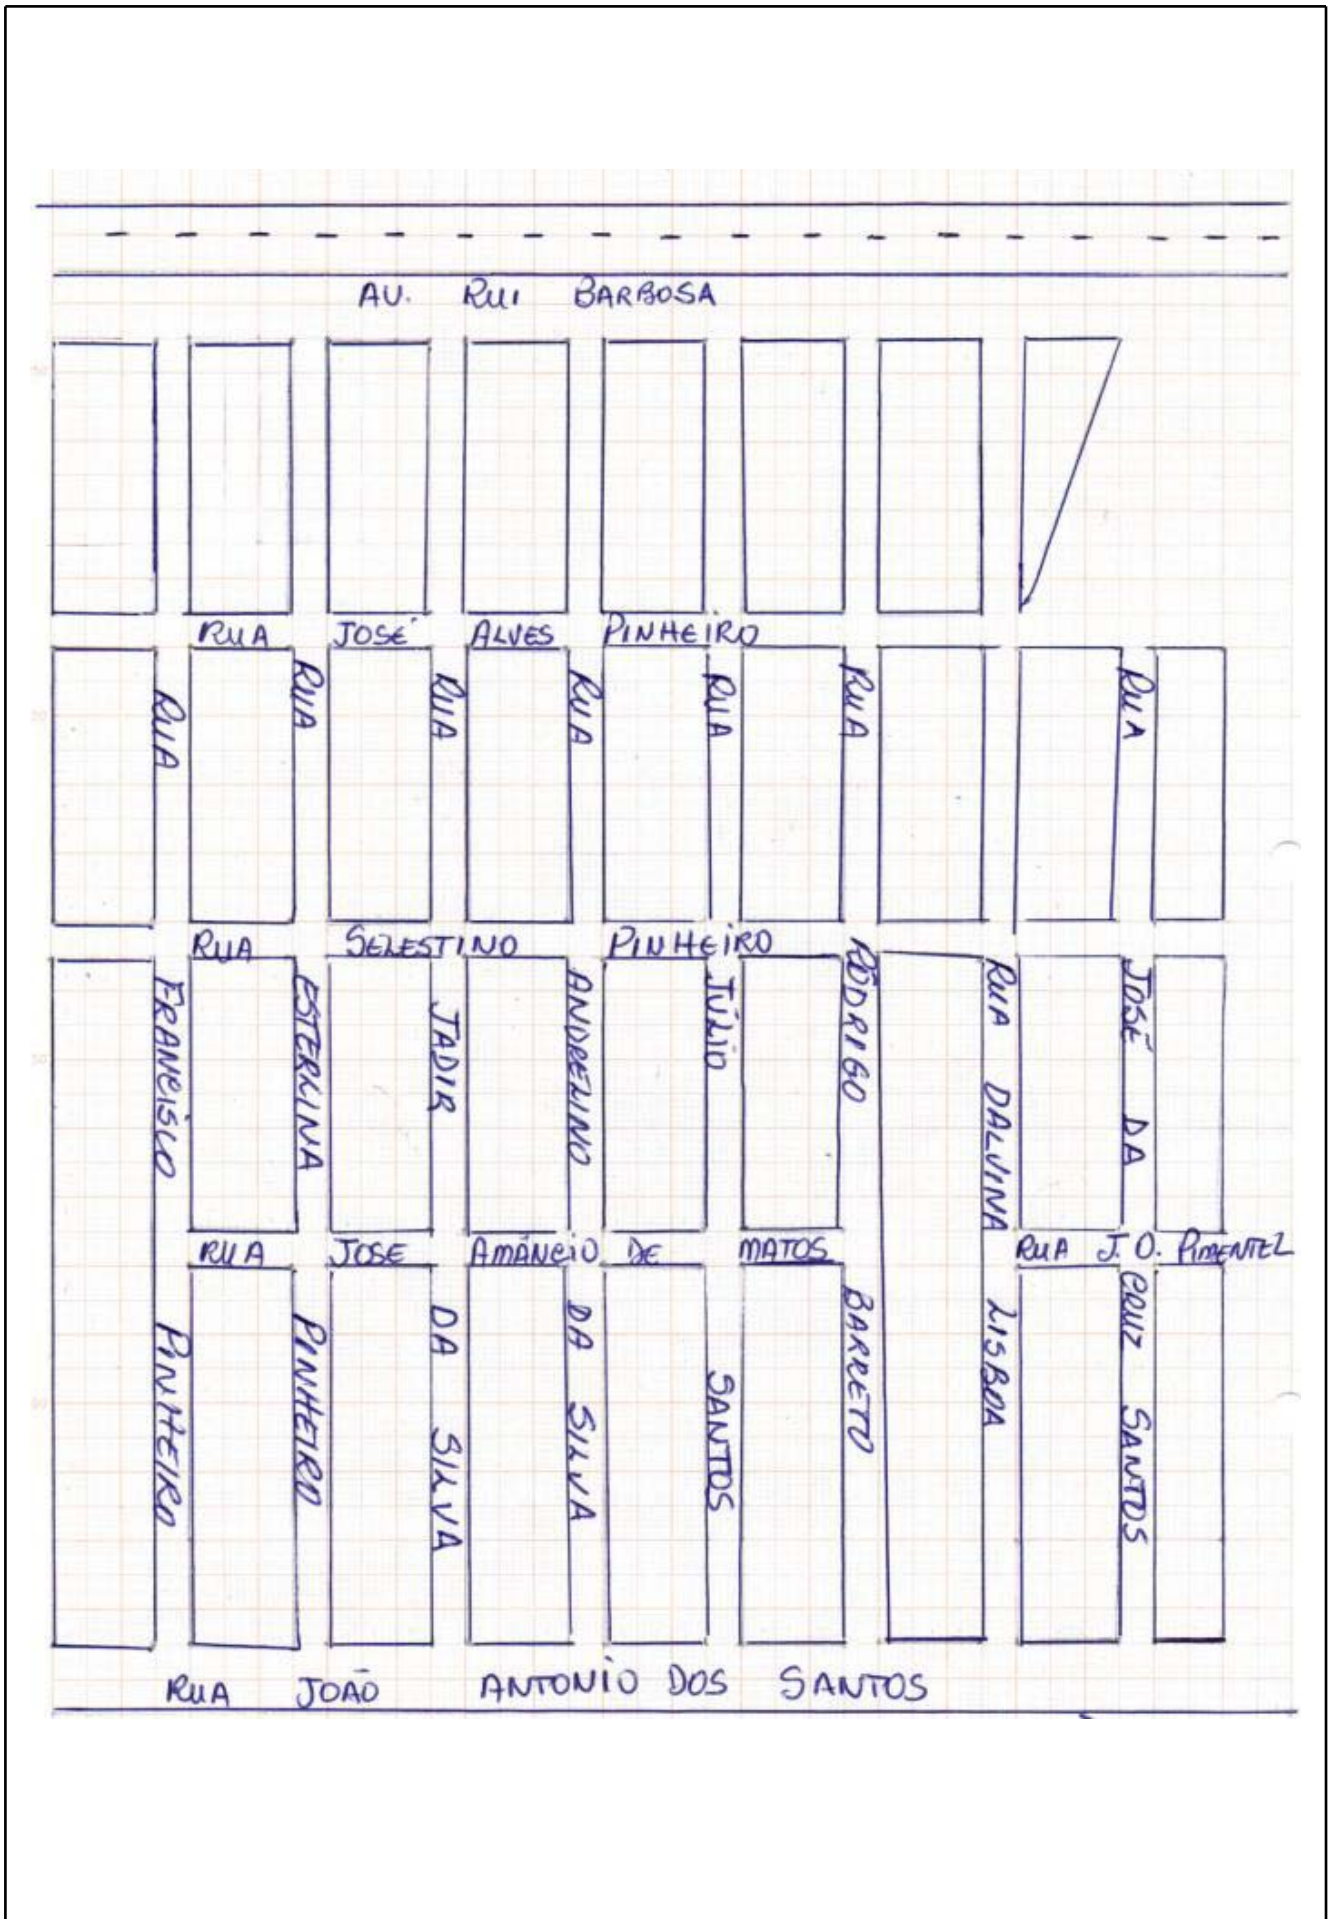 AV. RUI BARBOSA
RUA JOSÉ ALVES PINHEIRO
RUA SELESTINO PINHEIRO
RUA JOSE AMÂNCIO DE MATOS
RUA J. O. PIMENTEL
RUA JOÃO ANTONIO DOS SANTOS
RUA FRANCISCO PINHEIRO
RUA ESTERLINA PINHEIRO
RUA JADIR DA SILVA
RUA ANDRELINO DA SILVA
RUA JÚLIO SANTOS
RUA RODRIGO BARRETO
RUA DALVINA LISBOA
RUA JOSÉ DA CRUZ SANTOS